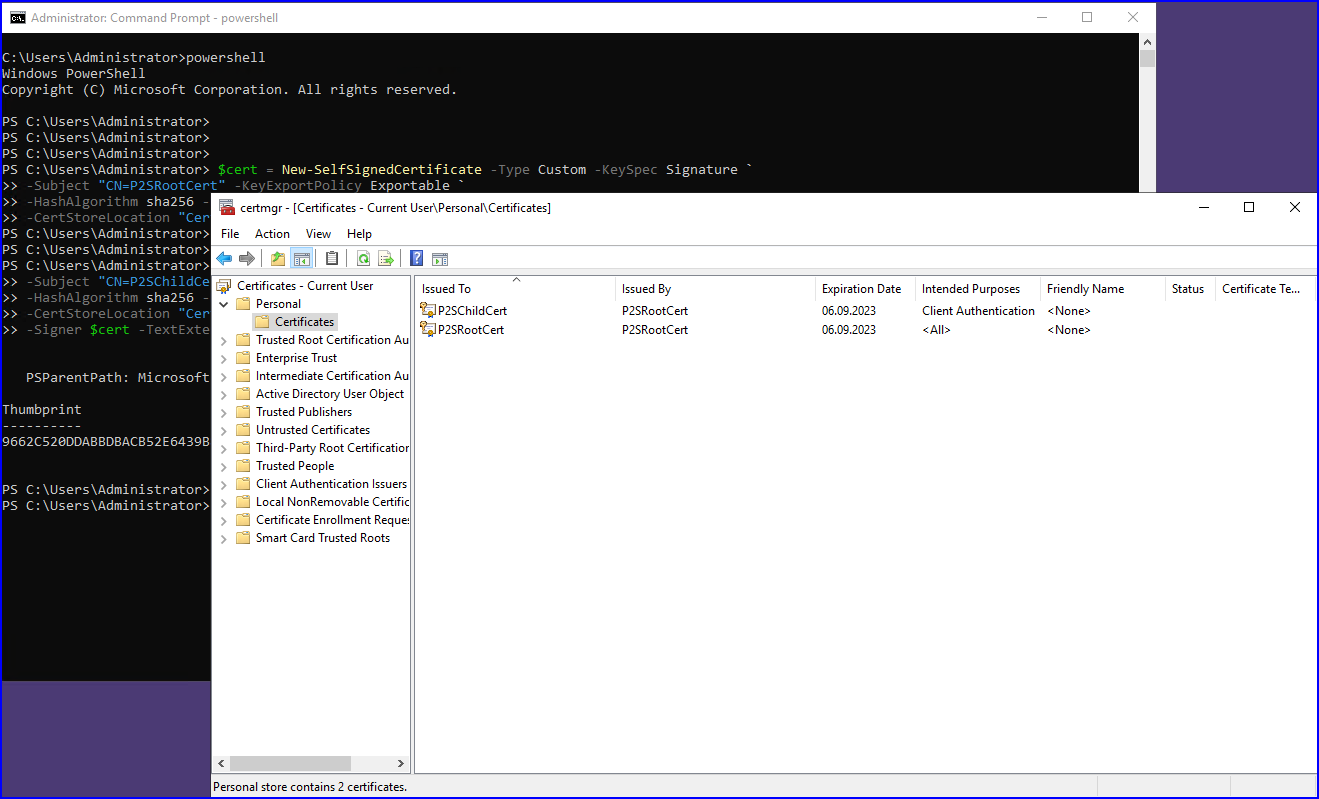 Administrator: Command Prompt - powershell
C:\Users\Administrator>powershell
Windows PowerShell
Copyright (C) Microsoft Corporation. All rights reserved.
PS C:\Users\Administrator>
PS C:\Users\Administrator>
PS C:\Users\Administrator>
PS C:\Users\Administrator> $cert = New-SelfSignedCertificate -Type Custom -KeySpec Signature `
>> -Subject "CN=P2SRootCert" -KeyExportPolicy Exportable `
>> -HashAlgorithm sha256 -
>> -CertStoreLocation "Cer
PS C:\Users\Administrator>
PS C:\Users\Administrator>
PS C:\Users\Administrator>
>> -Subject "CN=P2SChildCe
>> -HashAlgorithm sha256 -
>> -CertStoreLocation "Cer
>> -Signer $cert -TextExte
PSParentPath: Microsoft
Thumbprint
----------
9662C520DDABBDBACB52E6439B
PS C:\Users\Administrator>
PS C:\Users\Administrator>
certmgr - [Certificates - Current User\Personal\Certificates]
File Action View Help
Certificates - Current User
Personal
Certificates
Trusted Root Certification Au
Enterprise Trust
Intermediate Certification Au
Active Directory User Object
Trusted Publishers
Untrusted Certificates
Third-Party Root Certification
Trusted People
Client Authentication Issuers
Local NonRemovable Certific
Certificate Enrollment Reques
Smart Card Trusted Roots
Issued To Issued By Expiration Date Intended Purposes Friendly Name Status Certificate Te...
P2SChildCert P2SRootCert 06.09.2023 Client Authentication <None>
P2SRootCert P2SRootCert 06.09.2023 <All> <None>
Personal store contains 2 certificates.